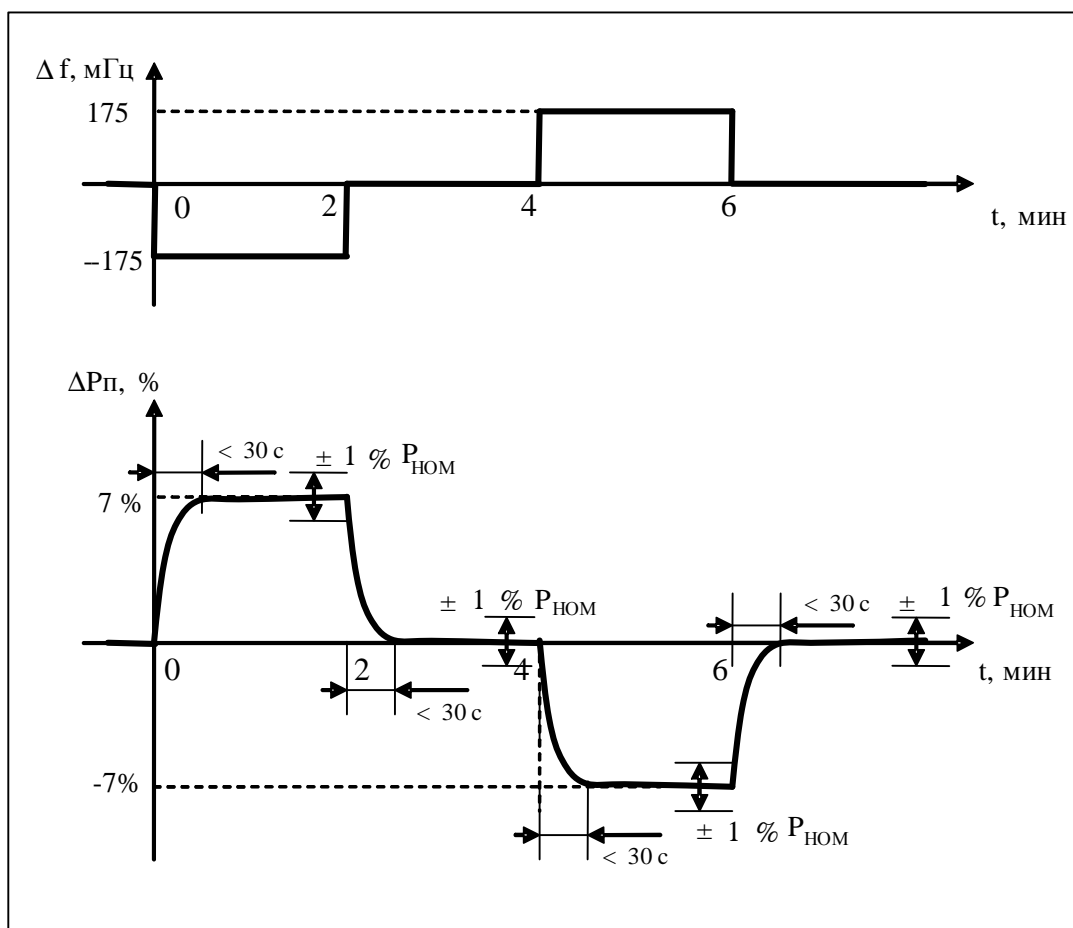 Δ f, мГц
175
0 2 4 6
t, мин
--175
ΔPп, %
< 30 с
± 1 % PНОМ
7 %
± 1 % PНОМ
< 30 с
± 1 % PНОМ
0 2 4 6
t, мин
< 30 с
-7%
± 1 % PНОМ
< 30 с